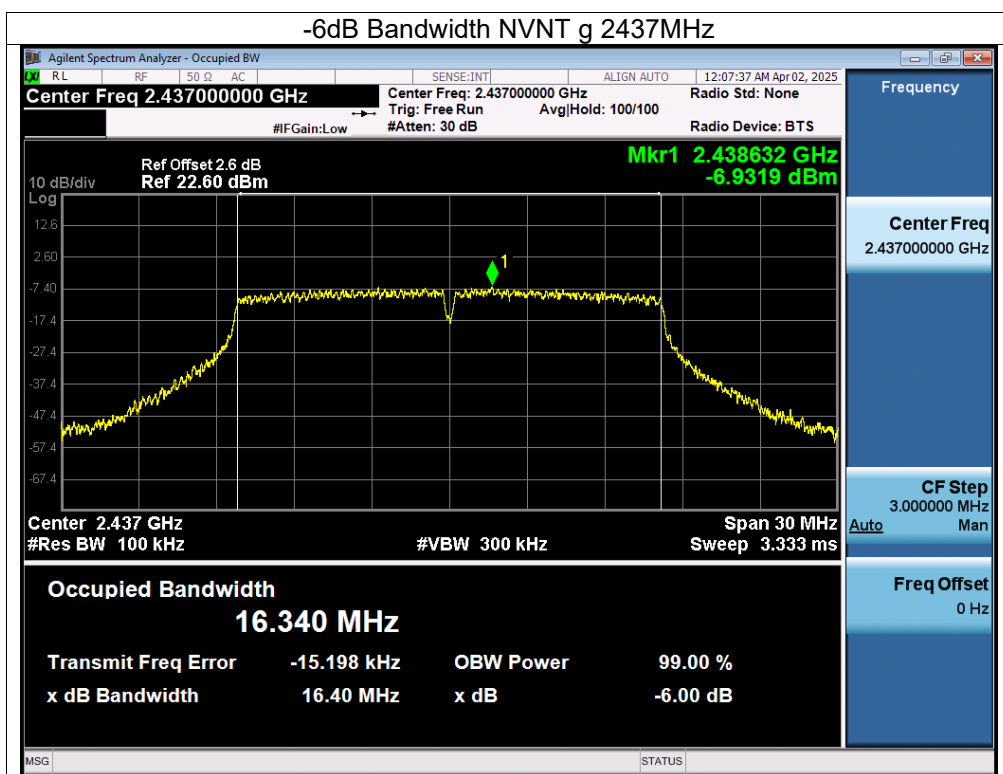 -6dB Bandwidth NVNT g 2437MHz
Agilent Spectrum Analyzer - Occupied BW
LXI RL RF 50 Ω AC SENSE:INT ALIGN AUTO 12:07:37 AM Apr 02, 2025
Center Freq 2.437000000 GHz Center Freq: 2.437000000 GHz Radio Std: None
Trig: Free Run Avg|Hold: 100/100
#IFGain:Low #Atten: 30 dB Radio Device: BTS
Ref Offset 2.6 dB Mkr1 2.438632 GHz
10 dB/div Ref 22.60 dBm -6.9319 dBm
Log
12.6
2.60
1
-7.40
-17.4
-27.4
-37.4
-47.4
-57.4
-67.4
Center 2.437 GHz Span 30 MHz
#Res BW 100 kHz #VBW 300 kHz Sweep 3.333 ms
Occupied Bandwidth
16.340 MHz
Transmit Freq Error -15.198 kHz OBW Power 99.00 %
x dB Bandwidth 16.40 MHz x dB -6.00 dB
Frequency
Center Freq
2.437000000 GHz
CF Step
3.000000 MHz
Auto Man
Freq Offset
0 Hz
MSG STATUS